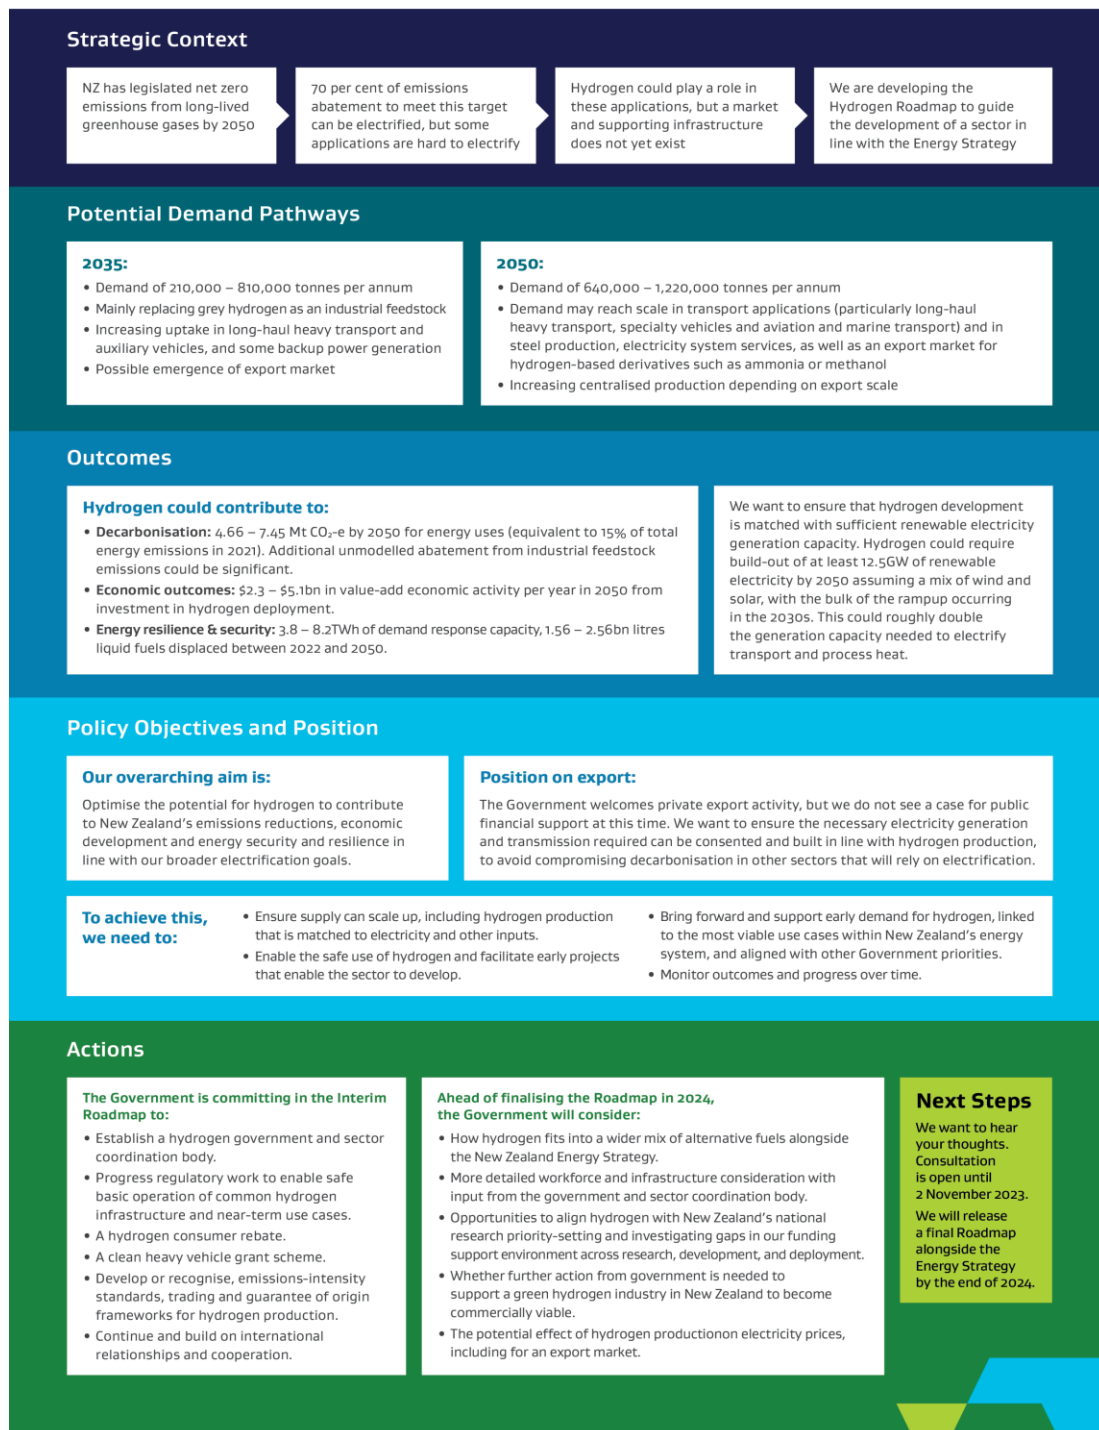 Strategic Context
NZ has legislated net zero
emissions from long-lived
greenhouse gases by 2050
70 per cent of emissions
abatement to meet this target
can be electrified, but some
applications are hard to electrify
Hydrogen could play a role in
these applications, but a market
and supporting infrastructure
does not yet exist
We are developing the
Hydrogen Roadmap to guide
the development of a sector in
line with the Energy Strategy
Potential Demand Pathways
2035:
• Demand of 210,000 – 810,000 tonnes per annum
• Mainly replacing grey hydrogen as an industrial feedstock
• Increasing uptake in long-haul heavy transport and
auxiliary vehicles, and some backup power generation
• Possible emergence of export market
2050:
• Demand of 640,000 – 1,220,000 tonnes per annum
• Demand may reach scale in transport applications (particularly long-haul
heavy transport, specialty vehicles and aviation and marine transport) and in
steel production, electricity system services, as well as an export market for
hydrogen-based derivatives such as ammonia or methanol
• Increasing centralised production depending on export scale
Outcomes
Hydrogen could contribute to:
• Decarbonisation: 4.66 – 7.45 Mt CO₂-e by 2050 for energy uses (equivalent to 15% of total
energy emissions in 2021). Additional unmodelled abatement from industrial feedstock
emissions could be significant.
• Economic outcomes: $2.3 – $5.1bn in value-add economic activity per year in 2050 from
investment in hydrogen deployment.
• Energy resilience & security: 3.8 – 8.2TWh of demand response capacity, 1.56 – 2.56bn litres
liquid fuels displaced between 2022 and 2050.
We want to ensure that hydrogen development
is matched with sufficient renewable electricity
generation capacity. Hydrogen could require
build-out of at least 12.5GW of renewable
electricity by 2050 assuming a mix of wind and
solar, with the bulk of the rampup occurring
in the 2030s. This could roughly double
the generation capacity needed to electrify
transport and process heat.
Policy Objectives and Position
Our overarching aim is:
Optimise the potential for hydrogen to contribute
to New Zealand's emissions reductions, economic
development and energy security and resilience in
line with our broader electrification goals.
Position on export:
The Government welcomes private export activity, but we do not see a case for public
financial support at this time. We want to ensure the necessary electricity generation
and transmission required can be consented and built in line with hydrogen production,
to avoid compromising decarbonisation in other sectors that will rely on electrification.
To achieve this,
we need to:
• Ensure supply can scale up, including hydrogen production
that is matched to electricity and other inputs.
• Enable the safe use of hydrogen and facilitate early projects
that enable the sector to develop.
• Bring forward and support early demand for hydrogen, linked
to the most viable use cases within New Zealand's energy
system, and aligned with other Government priorities.
• Monitor outcomes and progress over time.
Actions
The Government is committing in the Interim
Roadmap to:
• Establish a hydrogen government and sector
coordination body.
• Progress regulatory work to enable safe
basic operation of common hydrogen
infrastructure and near-term use cases.
• A hydrogen consumer rebate.
• A clean heavy vehicle grant scheme.
• Develop or recognise, emissions-intensity
standards, trading and guarantee of origin
frameworks for hydrogen production.
• Continue and build on international
relationships and cooperation.
Ahead of finalising the Roadmap in 2024,
the Government will consider:
• How hydrogen fits into a wider mix of alternative fuels alongside
the New Zealand Energy Strategy.
• More detailed workforce and infrastructure consideration with
input from the government and sector coordination body.
• Opportunities to align hydrogen with New Zealand's national
research priority-setting and investigating gaps in our funding
support environment across research, development, and deployment.
• Whether further action from government is needed to
support a green hydrogen industry in New Zealand to become
commercially viable.
• The potential effect of hydrogen productionon electricity prices,
including for an export market.
Next Steps
We want to hear
your thoughts.
Consultation
is open until
2 November 2023.
We will release
a final Roadmap
alongside the
Energy Strategy
by the end of 2024.